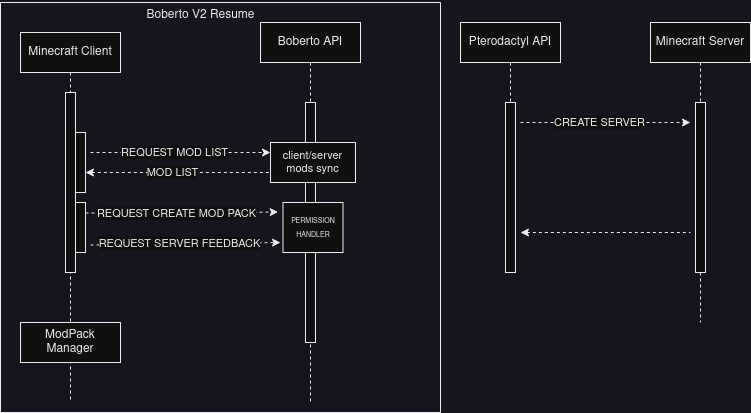 Boberto V2 Resume
Minecraft Client
Boberto API
Pterodactyl API
Minecraft Server
CREATE SERVER
REQUEST MOD LIST
client/server
mods sync
MOD LIST
REQUEST CREATE MOD PACK
PERMISSION
HANDLER
REQUEST SERVER FEEDBACK
ModPack
Manager